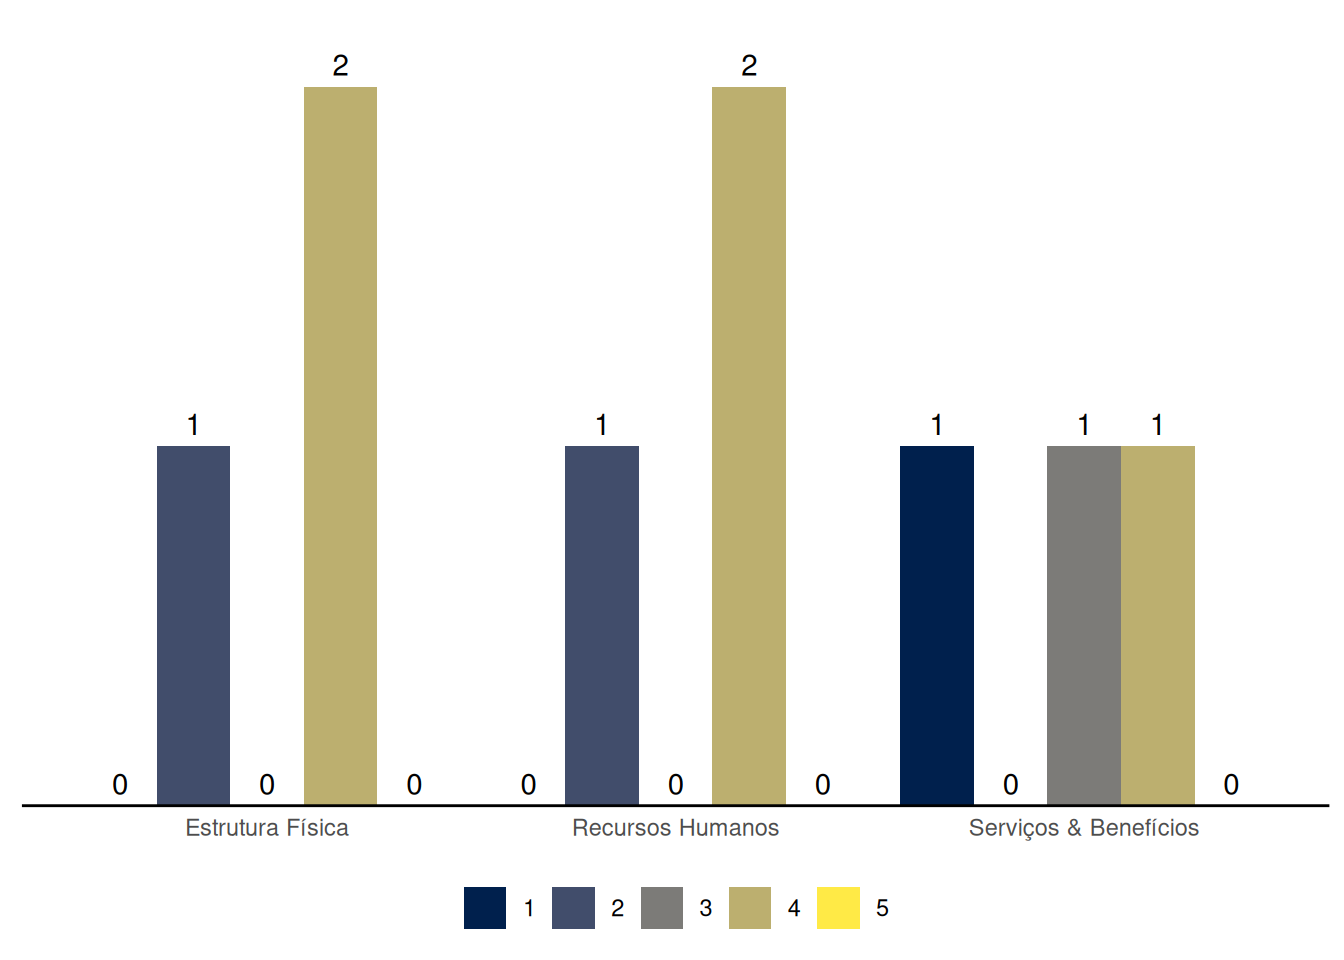 2 2
1 1 1 1 1
0 0 0 0 0 0 0 0
Estrutura Física Recursos Humanos Serviços & Benefícios
1 2 3 4 5